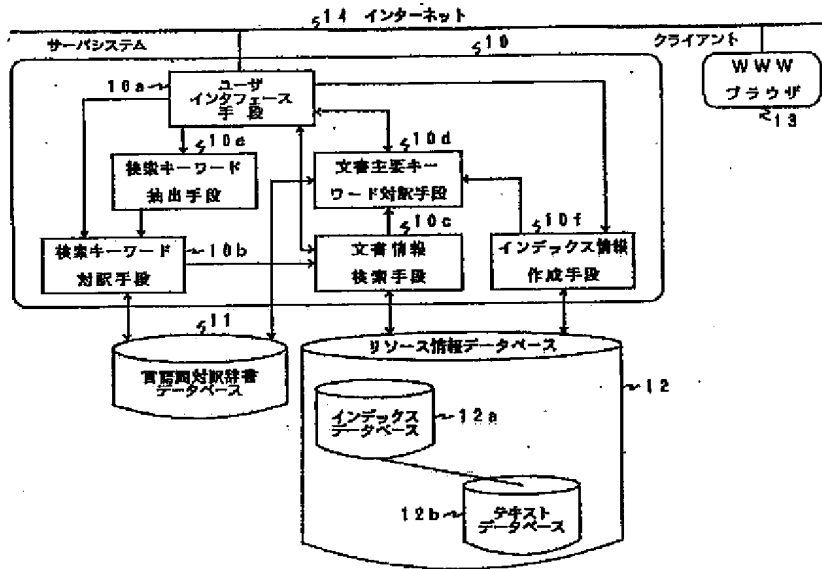 14 インターネット
サーバシステム
10
クライアント
10a
ユーザ
インタフェース
手段
WWW
ブラウザ
13
10e
検索キーワード
抽出手段
10d
文書主要キー
ワード対訳手段
10b
検索キーワード
対訳手段
10c
文書情報
検索手段
10f
インデックス情報
作成手段
11
言語間対訳辞書
データベース
リソース情報データベース
12
インデックス
データベース
12a
12b
テキスト
データベース